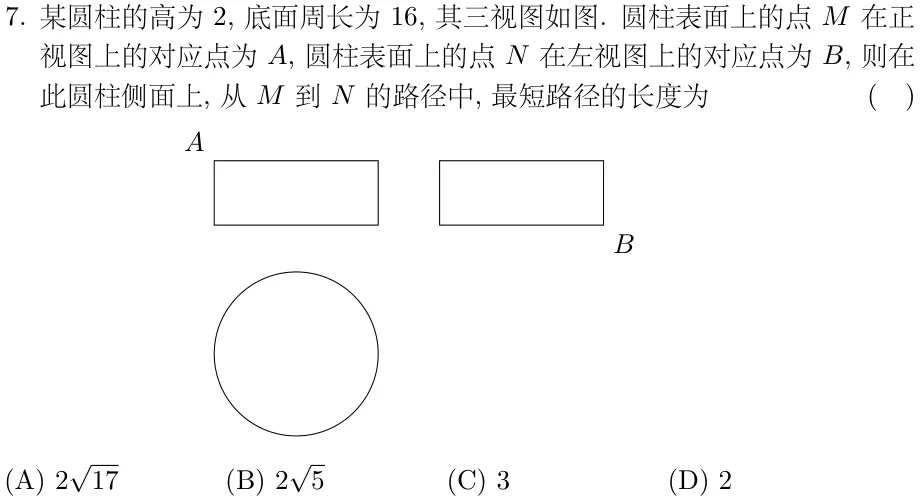 7. 某圆柱的高为 2, 底面周长为 16, 其三视图如图. 圆柱表面上的点 M 在正
视图上的对应点为 A, 圆柱表面上的点 N 在左视图上的对应点为 B, 则在
此圆柱侧面上, 从 M 到 N 的路径中, 最短路径的长度为 ( )
A
B
(A) 2√17 (B) 2√5 (C) 3 (D) 2